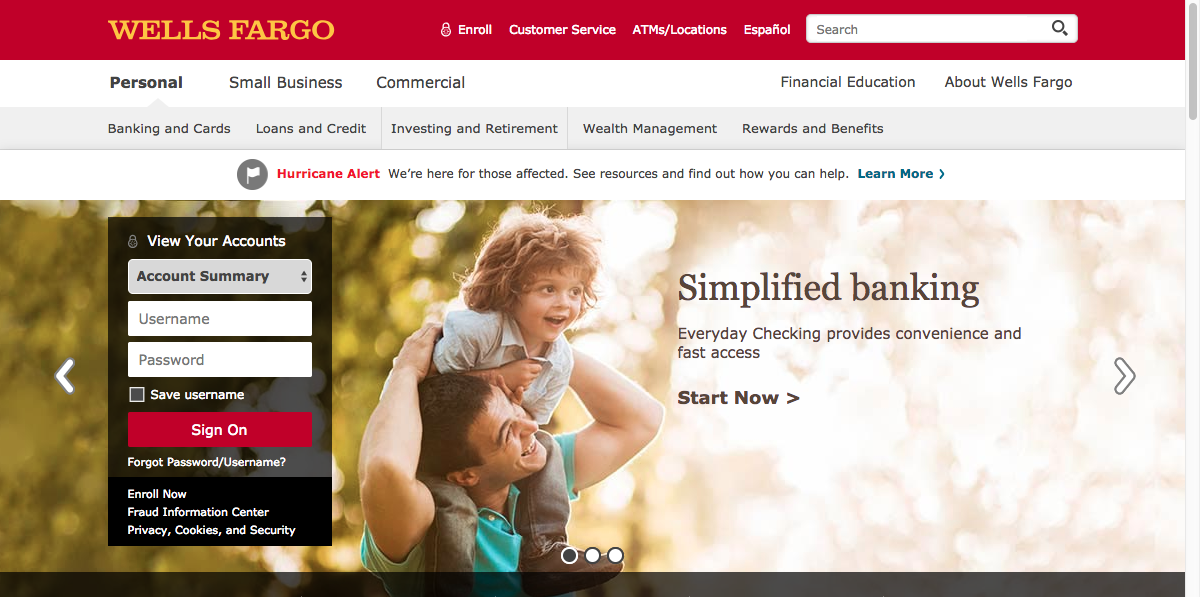 WELLS FARGO
Enroll Customer Service ATMs/Locations Español Search
Personal Small Business Commercial Financial Education About Wells Fargo
Banking and Cards Loans and Credit Investing and Retirement Wealth Management Rewards and Benefits
Hurricane Alert We’re here for those affected. See resources and find out how you can help. Learn More
View Your Accounts
Account Summary
Username
Password
Save username
Sign On
Forgot Password/Username?
Enroll Now
Fraud Information Center
Privacy, Cookies, and Security
Simplified banking
Everyday Checking provides convenience and
fast access
Start Now >